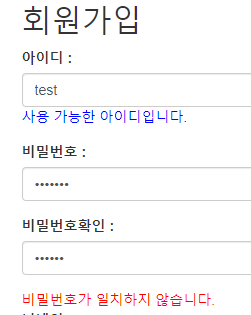 회원가입
아이디 :
test
사용 가능한 아이디입니다.
비밀번호 :
•••••••
비밀번호확인 :
••••••
비밀번호가 일치하지 않습니다.